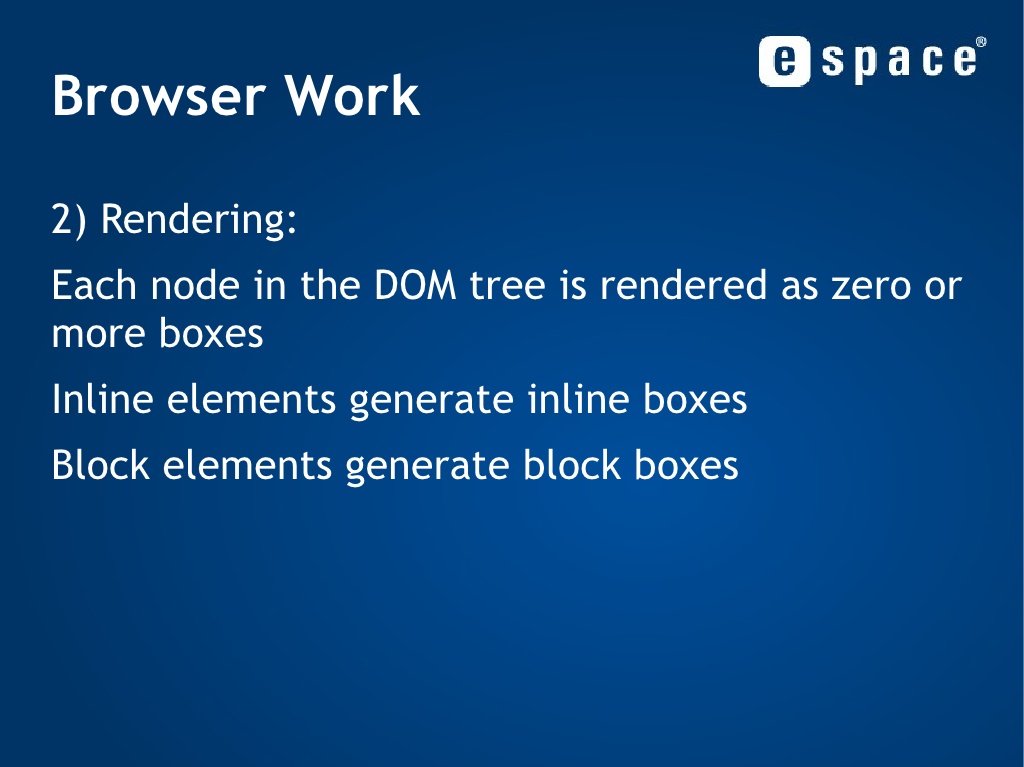 e space®
Browser Work
2) Rendering:
Each node in the DOM tree is rendered as zero or
more boxes
Inline elements generate inline boxes
Block elements generate block boxes